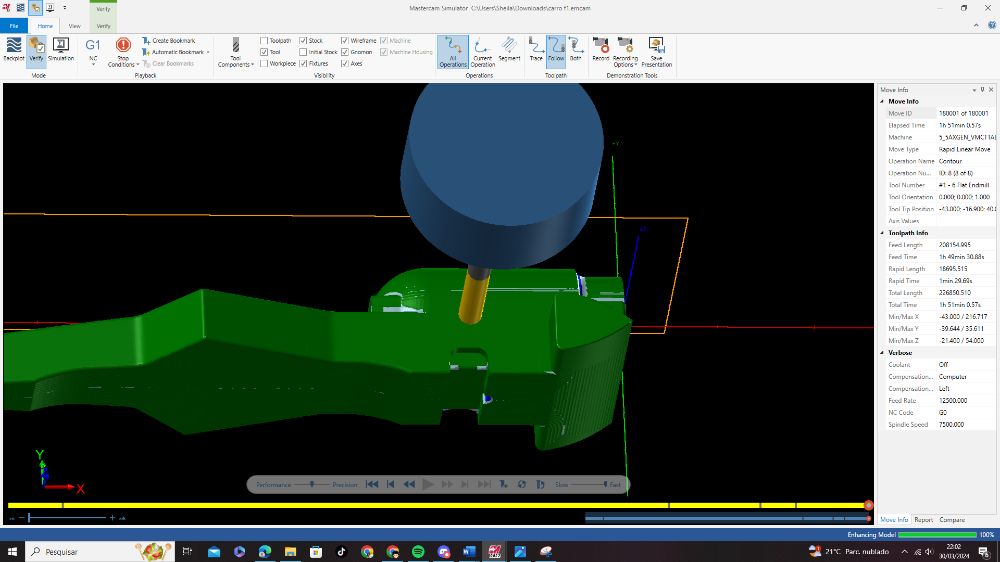 Verify
Mastercam Simulator C:\Users\Sheila\Downloads\carro f1.emcam
File
Home
View
Verify
Backplot
Verify
Simulation
Mode
G1
NC
Stop
Conditions
Create Bookmark
Automatic Bookmark
Clear Bookmarks
Playback
Tool
Components
Toolpath
Stock
Wireframe
Machine
Tool
Initial Stock
Gnomon
Machine Housing
Workpiece
Fixtures
Axes
Visibility
All
Operations
Current
Operation
Segment
Operations
Trace
Follow
Both
Toolpath
Record
Recording
Options
Save
Presentation
Demonstration Tools
+Y
+Z
Y
X
Performance
Precision
Slow
Fast
Move Info
Move Info
Move ID 180001 of 180001
Elapsed Time 1h 51min 0.57s
Machine 5_5AXGEN_VMCTTAB
Move Type Rapid Linear Move
Operation Name Contour
Operation Nu... ID: 8 (8 of 8)
Tool Number #1 - 6 Flat Endmill
Tool Orientation 0.000; 0.000; 1.000
Tool Tip Position -43.000; -16.900; 40.0
Axis Values
Toolpath Info
Feed Length 208154.995
Feed Time 1h 49min 30.88s
Rapid Length 18695.515
Rapid Time 1min 29.69s
Total Length 226850.510
Total Time 1h 51min 0.57s
Min/Max X -43.000 / 216.717
Min/Max Y -39.644 / 35.611
Min/Max Z -21.400 / 54.000
Verbose
Coolant Off
Compensation... Computer
Compensation... Left
Feed Rate 12500.000
NC Code G0
Spindle Speed 7500.000
Move Info
Report
Compare
Enhancing Model 100%
Pesquisar
2022
1
21°C Parc. nublado
22:02
30/03/2024
6